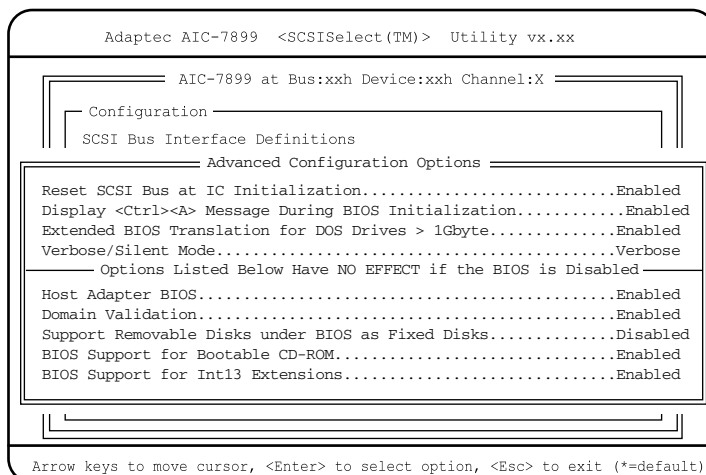 Adaptec AIC-7899 <SCSISelect(TM)> Utility vx.xx
AIC-7899 at Bus:xxh Device:xxh Channel:X
Configuration
SCSI Bus Interface Definitions
Advanced Configuration Options
Reset SCSI Bus at IC Initialization............................Enabled
Display <Ctrl><A> Message During BIOS Initialization............Enabled
Extended BIOS Translation for DOS Drives > 1Gbyte..............Enabled
Verbose/Silent Mode............................................Verbose
Options Listed Below Have NO EFFECT if the BIOS is Disabled
Host Adapter BIOS..............................................Enabled
Domain Validation..............................................Enabled
Support Removable Disks under BIOS as Fixed Disks..............Disabled
BIOS Support for Bootable CD-ROM...............................Enabled
BIOS Support for Int13 Extensions..............................Enabled
Arrow keys to move cursor, <Enter> to select option, <Esc> to exit (*=default)